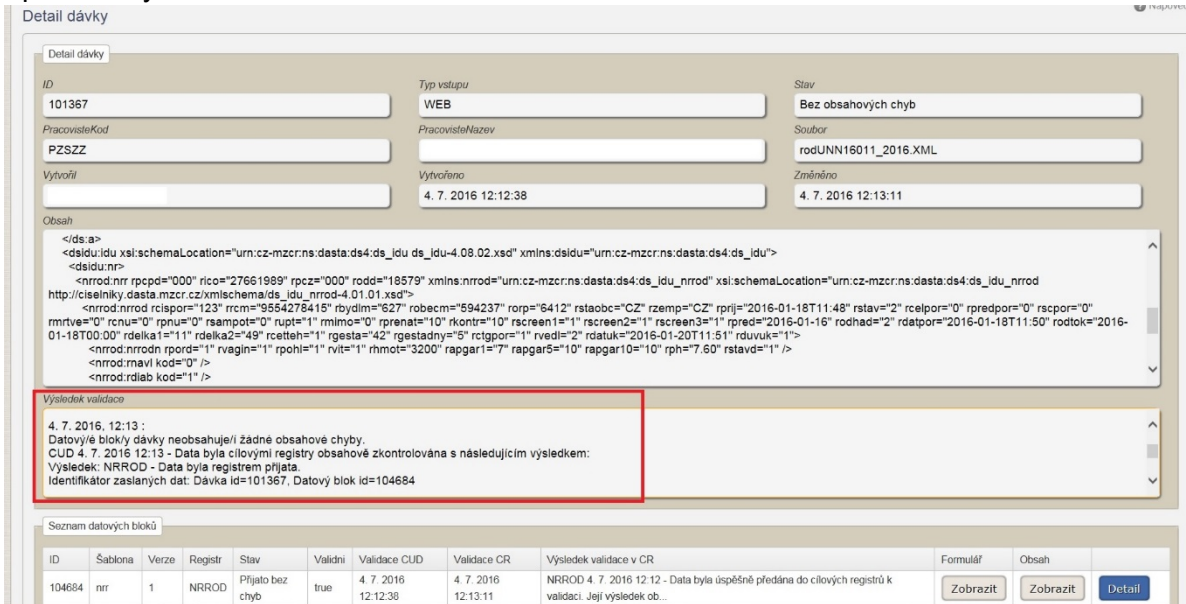 Detail dávky
Detail dávky
ID
Typ vstupu
Stav
101367
WEB
Bez obsahových chyb
PracovisteKod
PracovisteNazev
Soubor
PZSZZ
rodUNN16011_2016.XML
Vytvořil
Vytvořeno
Změněno
4. 7. 2016 12:12:38
4. 7. 2016 12:13:11
Obsah
</ds:a>
<dsidu:idu xsi:schemaLocation="urn:cz-mzcr:ns:dasta:ds4:ds_idu ds_idu-4.08.02.xsd" xmlns:dsidu="urn:cz-mzcr:ns:dasta:ds4:ds_idu">
<dsidu:nr>
<nrrod:nrr rpcpd="000" rico="27661989" rpcz="000" rodd="18579" xmlns:nrrod="urn:cz-mzcr:ns:dasta:ds4:ds_idu_nrrod" xsi:schemaLocation="urn:cz-mzcr:ns:dasta:ds4:ds_idu_nrrod
http://ciselniky.dasta.mzcr.cz/xmlschema/ds_idu_nrrod-4.01.01.xsd">
<nrrod:nrrod rcispor="123" rrcm="9554278415" rbydlm="627" robecm="594237" rorp="6412" rstaobc="CZ" rzemp="CZ" rprij="2016-01-18T11:48" rstav="2" rcelpor="0" rpredpor="0" rscpor="0"
rmrtve="0" rcnu="0" rpnu="0" rsampot="0" rupt="1" rmimo="0" rprenat="10" rkontr="10" rscreen1="1" rscreen2="1" rscreen3="1" rpred="2016-01-16" rodhad="2" rdatpor="2016-01-18T11:50" rodtok="2016-
01-18T00:00" rdelka1="11" rdelka2="49" rcetteh="1" rgesta="42" rgestadny="5" rctgpor="1" rvedl="2" rdatuk="2016-01-20T11:51" rduvuk="1">
<nrrod:nrrodn rpord="1" rvagin="1" rpohl="1" rvit="1" rhmot="3200" rapgar1="7" rapgar5="10" rapgar10="10" rph="7.60" rstavd="1" />
<nrrod:rnavl kod="0" />
<nrrod:rdiab kod="1" />
Výsledek validace
4. 7. 2016, 12:13 :
Datový/é blok/y dávky neobsahuje/í žádné obsahové chyby.
CUD 4. 7. 2016 12:13 - Data byla cílovými registry obsahově zkontrolována s následujícím výsledkem:
Výsledek: NRROD - Data byla registrem přijata.
Identifikátor zaslaných dat: Dávka id=101367, Datový blok id=104684
Seznam datových bloků
ID Šablona Verze Registr Stav Validni Validace CUD Validace CR Výsledek validace v CR Formulář Obsah
104684 nrr 1 NRROD Přijato bez chyb true 4. 7. 2016 12:12:38 4. 7. 2016 12:13:11 NRROD 4. 7. 2016 12:12 - Data byla úspěšně předána do cílových registrů k validaci. Její výsledek ob... Zobrazit Zobrazit Detail